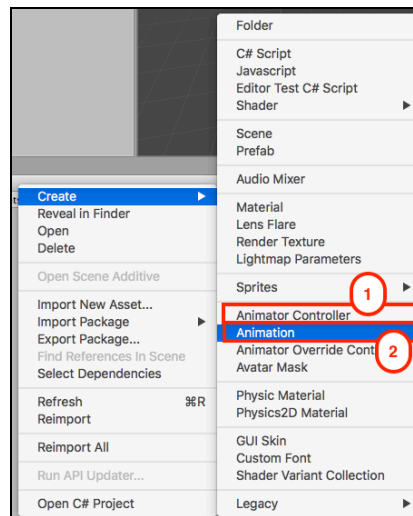 Create
Reveal in Finder
Open
Delete
Open Scene Additive
Import New Asset...
Import Package
Export Package...
Find References In Scene
Select Dependencies
Refresh ⌘R
Reimport
Reimport All
Run API Updater...
Open C# Project
Folder
C# Script
Javascript
Editor Test C# Script
Shader
Scene
Prefab
Audio Mixer
Material
Lens Flare
Render Texture
Lightmap Parameters
Sprites
1
Animator Controller
Animation
Animator Override Cont
2
Avatar Mask
Physic Material
Physics2D Material
GUI Skin
Custom Font
Shader Variant Collection
Legacy